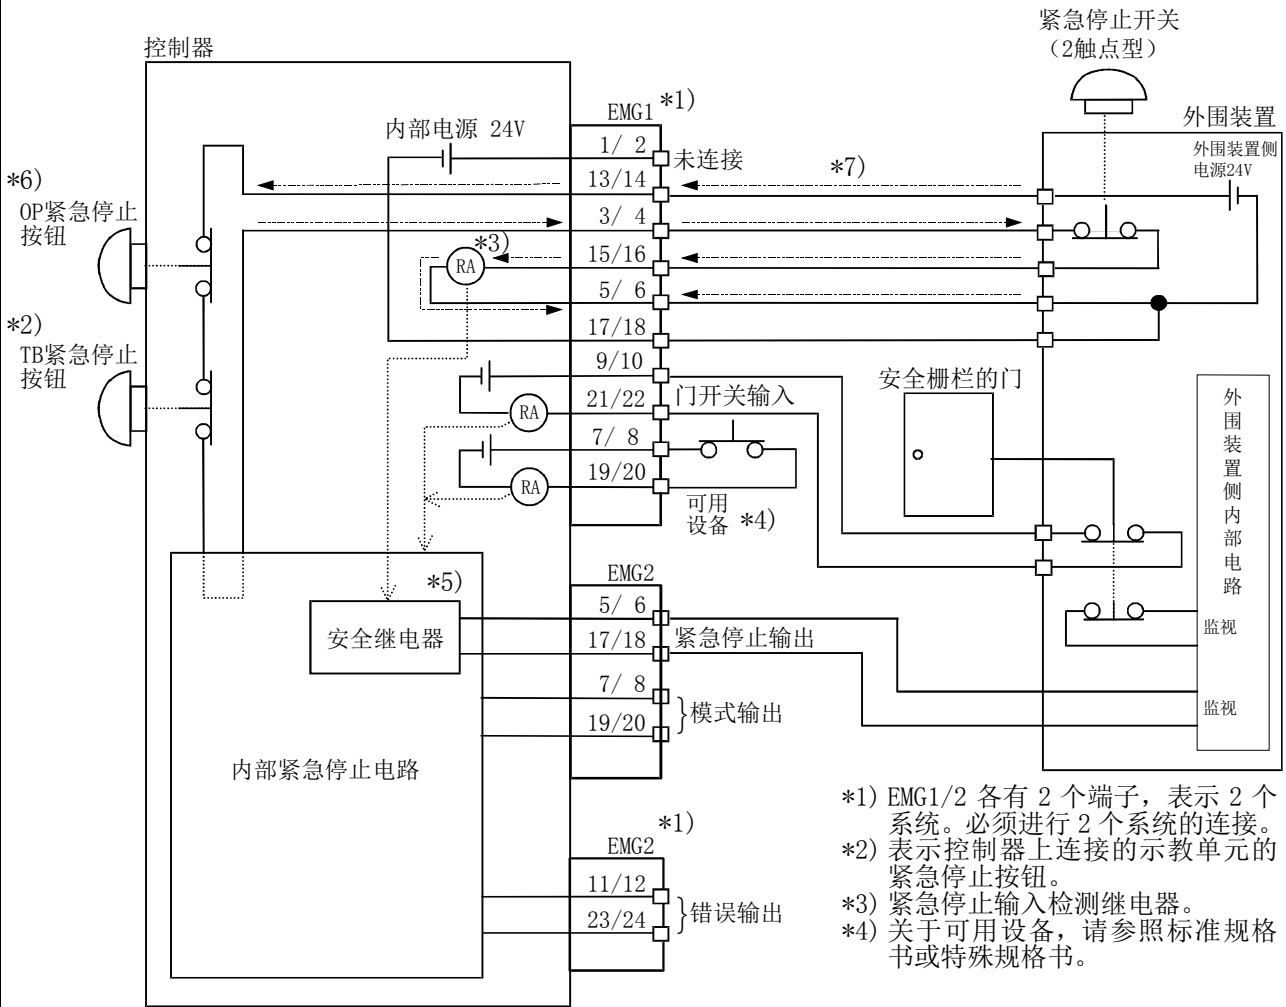 紧急停止开关
（2触点型）
控制器
EMG1
*1)
外围装置
内部电源 24V
1/ 2
未连接
外围装置侧
电源24V
*6)
OP紧急停止
按钮
13/14
*7)
3/ 4
*3)
RA
15/16
5/ 6
*2)
TB紧急停止
按钮
17/18
9/10
安全栅栏的门
RA
21/22
门开关输入
7/ 8
RA
19/20
可用
设备 *4)
外围装置侧内部电路
EMG2
*5)
安全继电器
5/ 6
17/18
紧急停止输出
监视
7/ 8
19/20
模式输出
监视
内部紧急停止电路
*1)
EMG2
11/12
23/24
错误输出
*1) EMG1/2 各有 2 个端子，表示 2 个
系统。必须进行 2 个系统的连接。
*2) 表示控制器上连接的示教单元的
紧急停止按钮。
*3) 紧急停止输入检测继电器。
*4) 关于可用设备，请参照标准规格
书或特殊规格书。